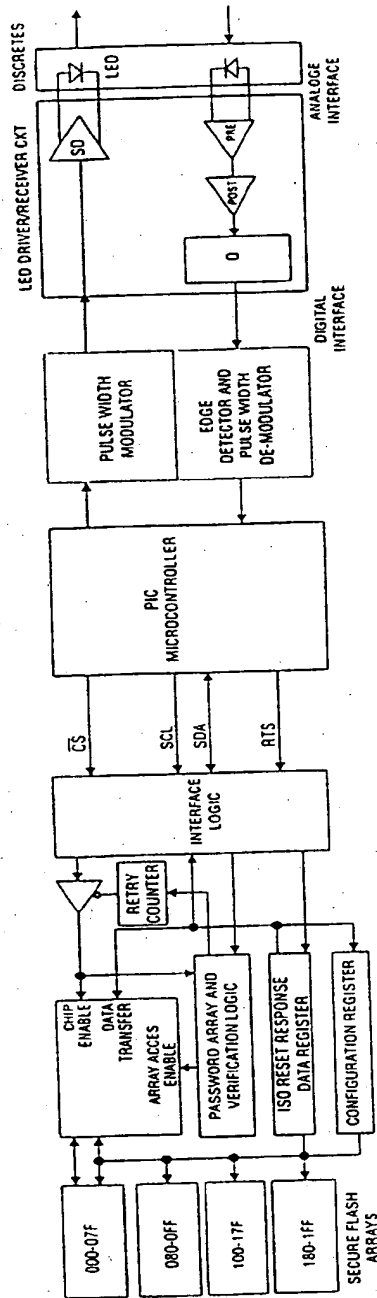 000-07F
080-0FF
100-17F
180-1FF
SECURE FLASH
ARRAYS
CHIP
ENABLE
DATA
TRANSFER
ARRAY ACCES
ENABLE
RETRY
COUNTER
PASSWORD ARRAY AND
VERIFICATION LOGIC
ISO RESET RESPONSE
DATA REGISTER
CONFIGURATION REGISTER
INTERFACE
LOGIC
CS
SCL
SDA
RTS
PIC
MICROCONTROLLER
PULSE WIDTH
MODULATOR
EDGE
DETECTOR AND
PULSE WIDTH
DE-MODULATOR
DIGITAL
INTERFACE
LED DRIVER/RECEIVER CKT
SD
PRE
POST
D
DISCRETES
LED
ANALOGE
INTERFACE